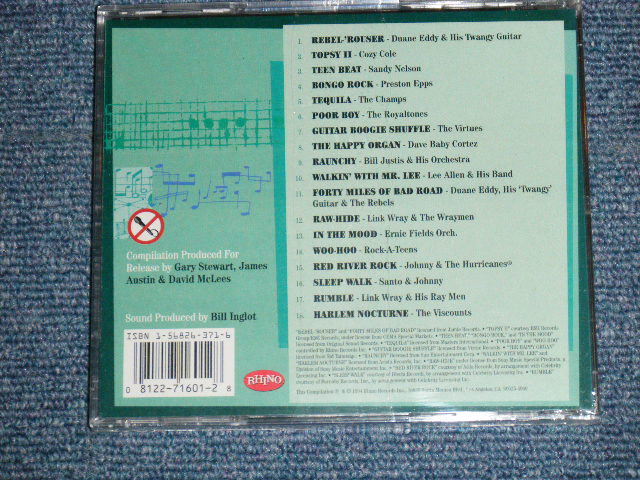 1. REBEL-'ROUSER - Duane Eddy & His Twangy Guitar
2. TOPSY II - Cozy Cole
3. TEEN BEAT - Sandy Nelson
4. BONGO ROCK - Preston Epps
5. TEQUILA - The Champs
6. POOR BOY - The Royaltones
7. GUITAR BOOGIE SHUFFLE - The Virtues
8. THE HAPPY ORGAN - Dave Baby Cortez
9. RAUNCHY - Bill Justis & His Orchestra
10. WALKIN' WITH MR. LEE - Lee Allen & His Band
11. FORTY MILES OF BAD ROAD - Duane Eddy, His 'Twangy'
Guitar & The Rebels
12. RAW-HIDE - Link Wray & The Wraymen
13. IN THE MOOD - Ernie Fields Orch.
14. WOO-HOO - Rock-A-Teens
15. RED RIVER ROCK - Johnny & The Hurricanes
16. SLEEP WALK - Santo & Johnny
17. RUMBLE - Link Wray & His Ray Men
18. HARLEM NOCTURNE - The Viscounts
Compilation Produced For
Release by Gary Stewart, James
Austin & David McLees
Sound Produced by Bill Inglot
ISBN 1-56826-371-6
0 8122-71601-2 8
RHINO